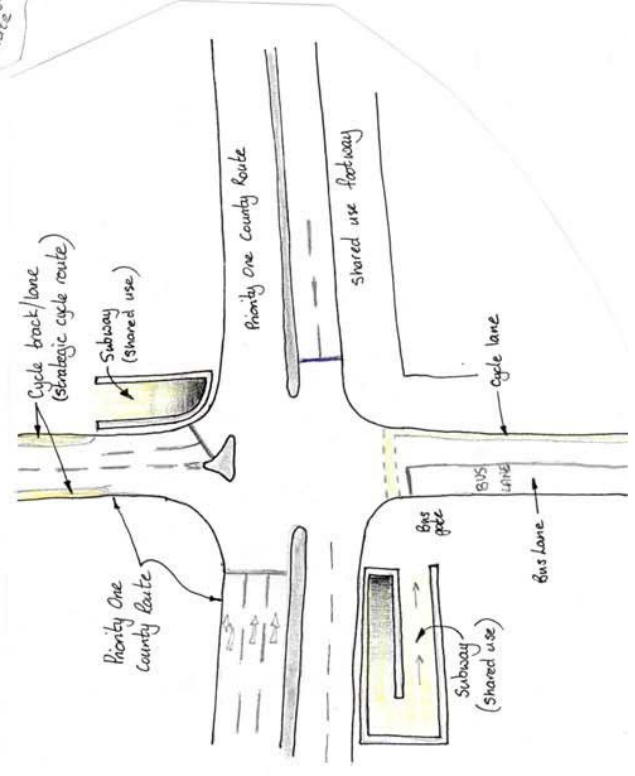 Cycle track/lane
(strategic cycle route)
Subway
(shared use)
Priority One County Route
shared use footway
Priority One
County Route
Cycle lane
BUS
LANE
Bus
gate
Bus Lane
Subway
(shared use)